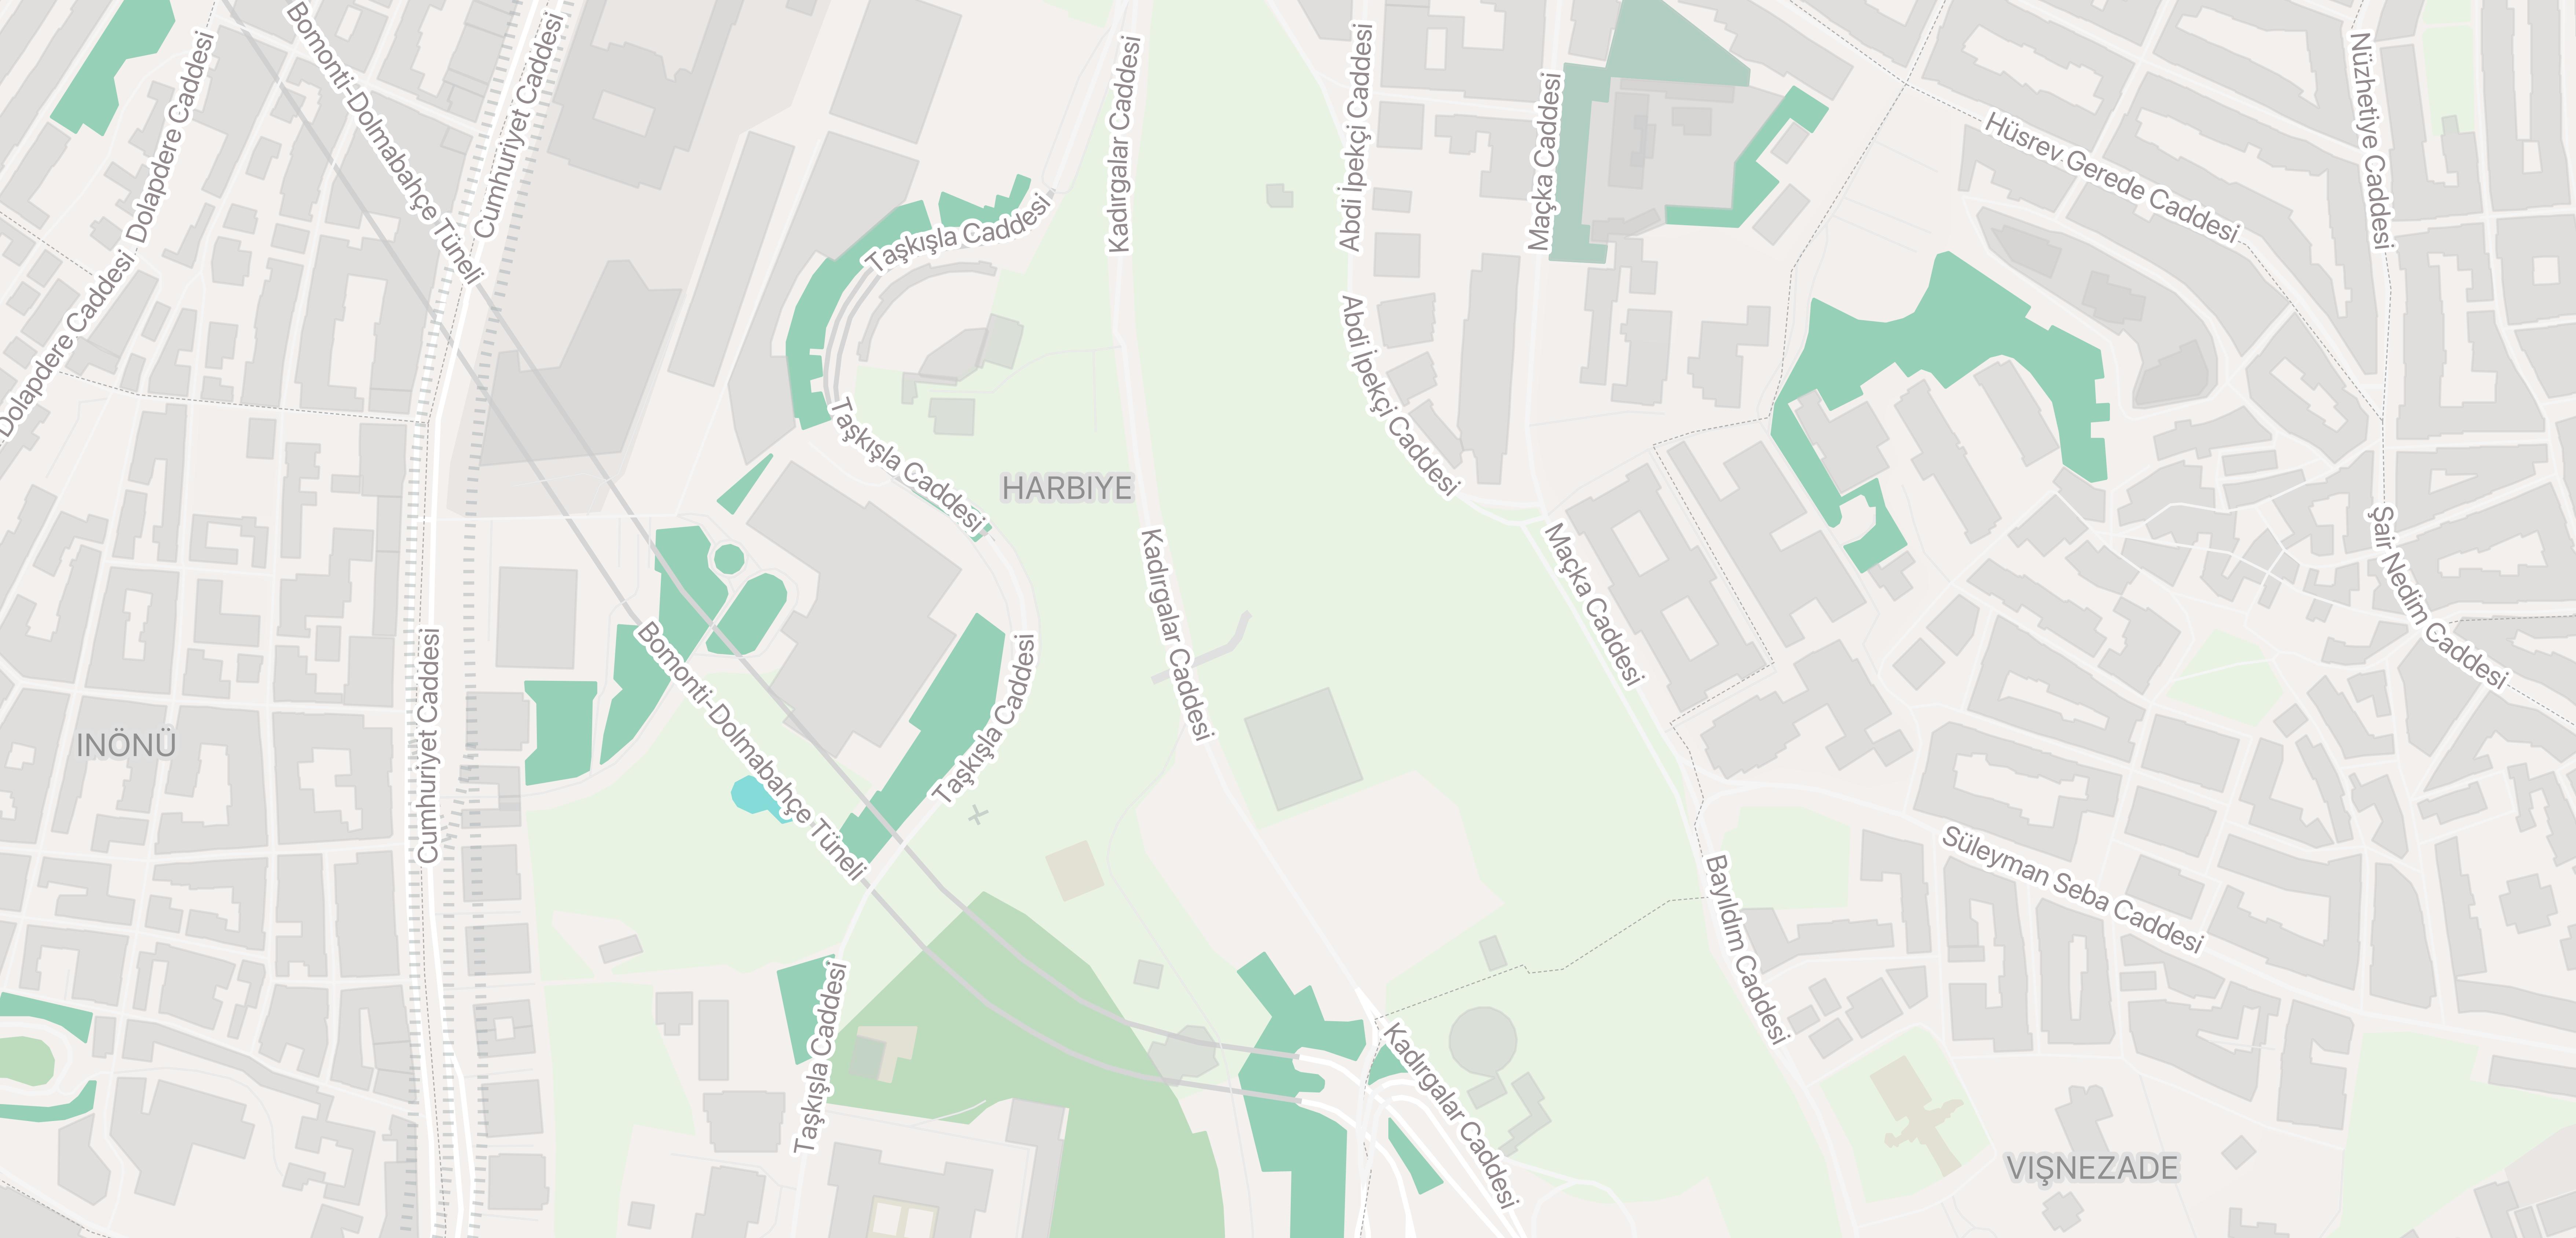 Bomonti-Dolmabahçe Tüneli
Cumhuriyet Caddesi
Dolapdere Caddesi
Dolapdere Caddesi
Kadırgalar Caddesi
Abdi İpekçi Caddesi
Maçka Caddesi
Nüzhetiye Caddesi
Hüsrev Gerede Caddesi
Taşkışla Caddesi
Abdi İpekçi Caddesi
Taşkışla Caddesi
HARBIYE
Maçka Caddesi
Şair Nedim Caddesi
Kadırgalar Caddesi
Bomonti-Dolmabahçe Tüneli
Cumhuriyet Caddesi
Taşkışla Caddesi
INÖNÜ
Süleyman Seba Caddesi
Bayıldım Caddesi
Taşkışla Caddesi
Kadırgalar Caddesi
VIŞNEZADE